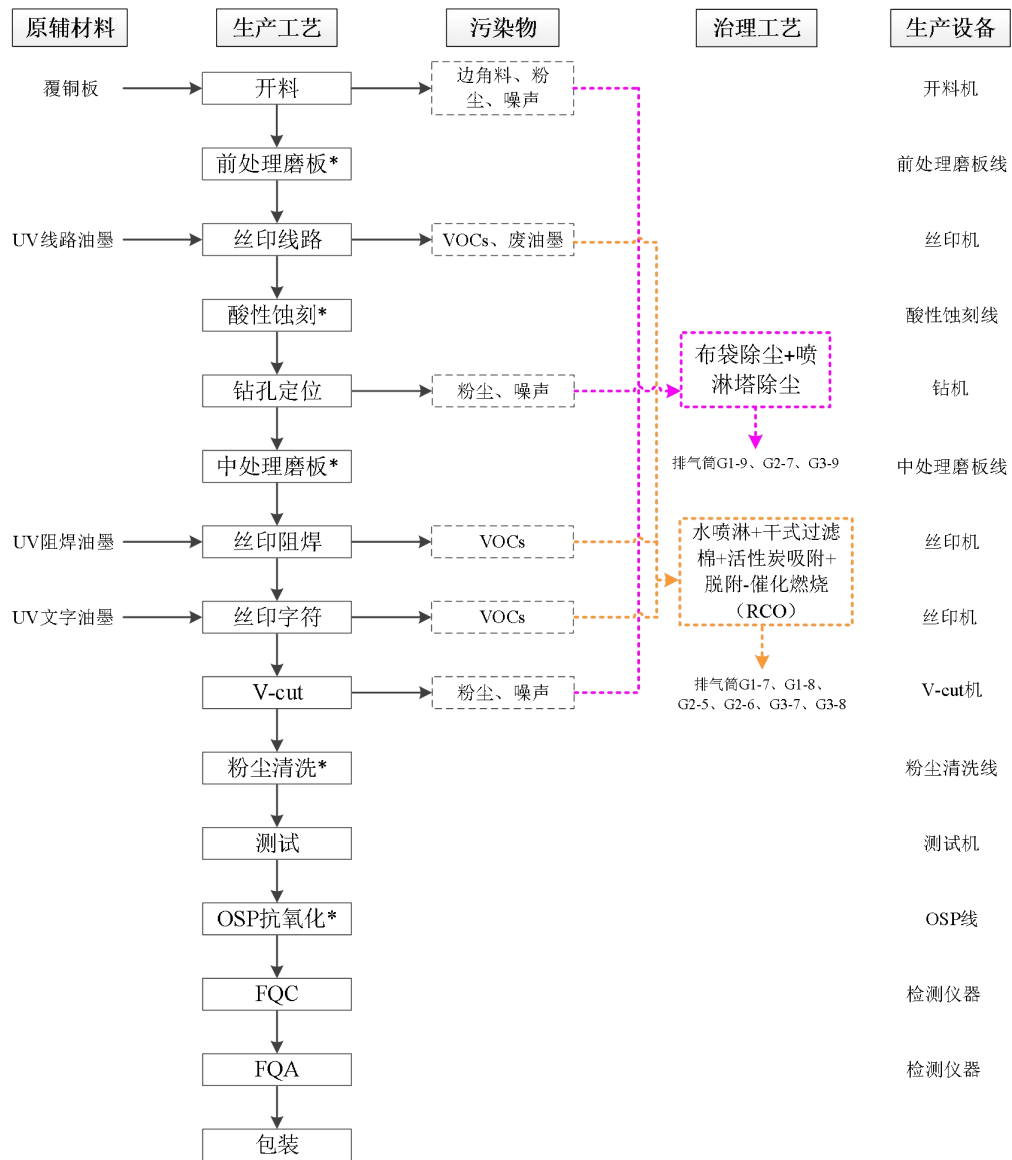 原辅材料
生产工艺
污染物
治理工艺
生产设备
覆铜板
开料
边角料、粉
尘、噪声
开料机
前处理磨板*
前处理磨板线
UV线路油墨
丝印线路
VOCs、废油墨
丝印机
酸性蚀刻*
酸性蚀刻线
布袋除尘+喷
淋塔除尘
钻孔定位
粉尘、噪声
钻机
中处理磨板*
排气筒G1-9、G2-7、G3-9
中处理磨板线
UV阻焊油墨
丝印阻焊
VOCs
水喷淋+干式过滤
棉+活性炭吸附+
脱附-催化燃烧
（RCO）
丝印机
UV文字油墨
丝印字符
VOCs
丝印机
V-cut
粉尘、噪声
排气筒G1-7、G1-8、
G2-5、G2-6、G3-7、G3-8
V-cut机
粉尘清洗*
粉尘清洗线
测试
测试机
OSP抗氧化*
OSP线
FQC
检测仪器
FQA
检测仪器
包装